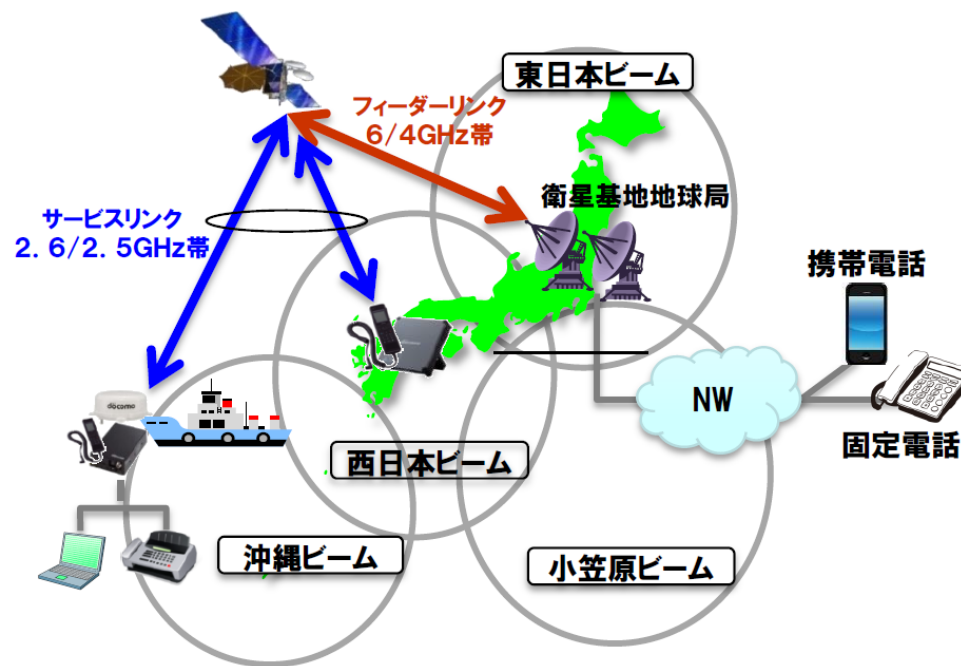 東日本ビーム
フィーダーリンク
6/4GHz帯
衛星基地地球局
サービスリンク
2.6/2.5GHz帯
携帯電話
docomo
NW
固定電話
西日本ビーム
沖縄ビーム
小笠原ビーム